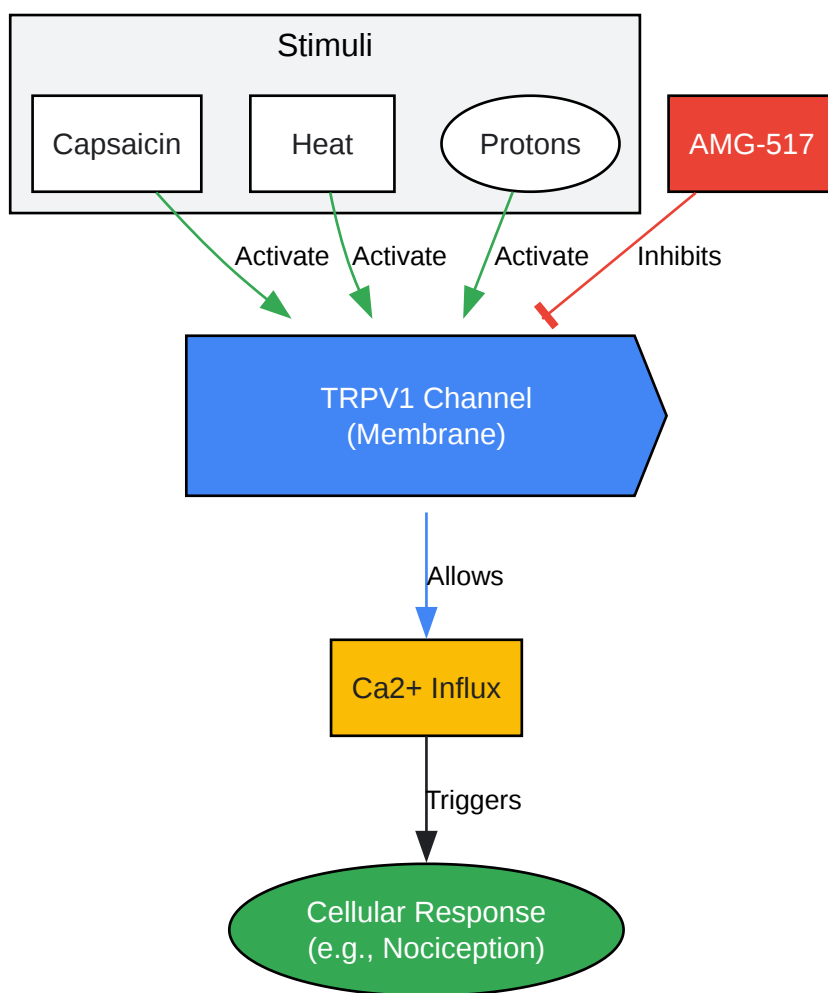 Stimuli
Capsaicin
Heat
Protons
AMG-517
Activate
Activate
Activate
Inhibits
TRPV1 Channel
(Membrane)
Allows
Ca2+ Influx
Triggers
Cellular Response
(e.g., Nociception)